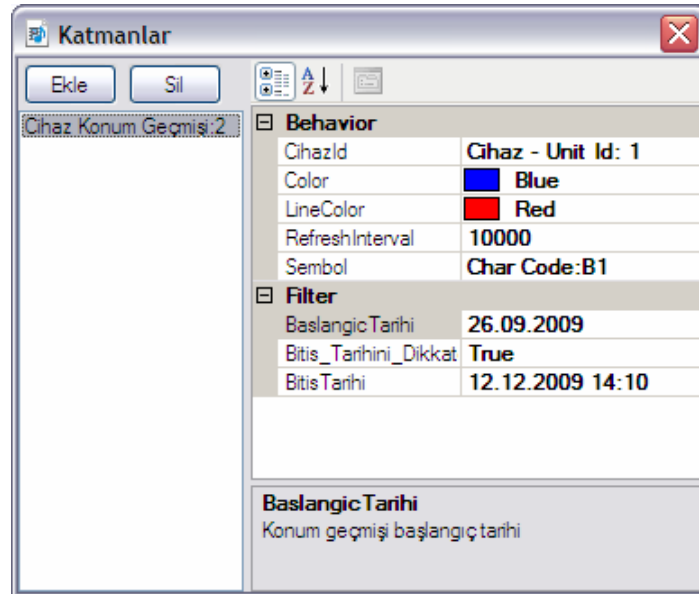 Katmanlar
Ekle Sil
Cihaz Konum Geçmişi:2
Behavior
CihazId Cihaz - Unit Id: 1
Color Blue
LineColor Red
RefreshInterval 10000
Sembol Char Code:B1
Filter
BaslangicTarihi 26.09.2009
Bitis_Tarihini_Dikkat True
BitisTarihi 12.12.2009 14:10
BaslangicTarihi
Konum geçmişi başlangıç tarihi